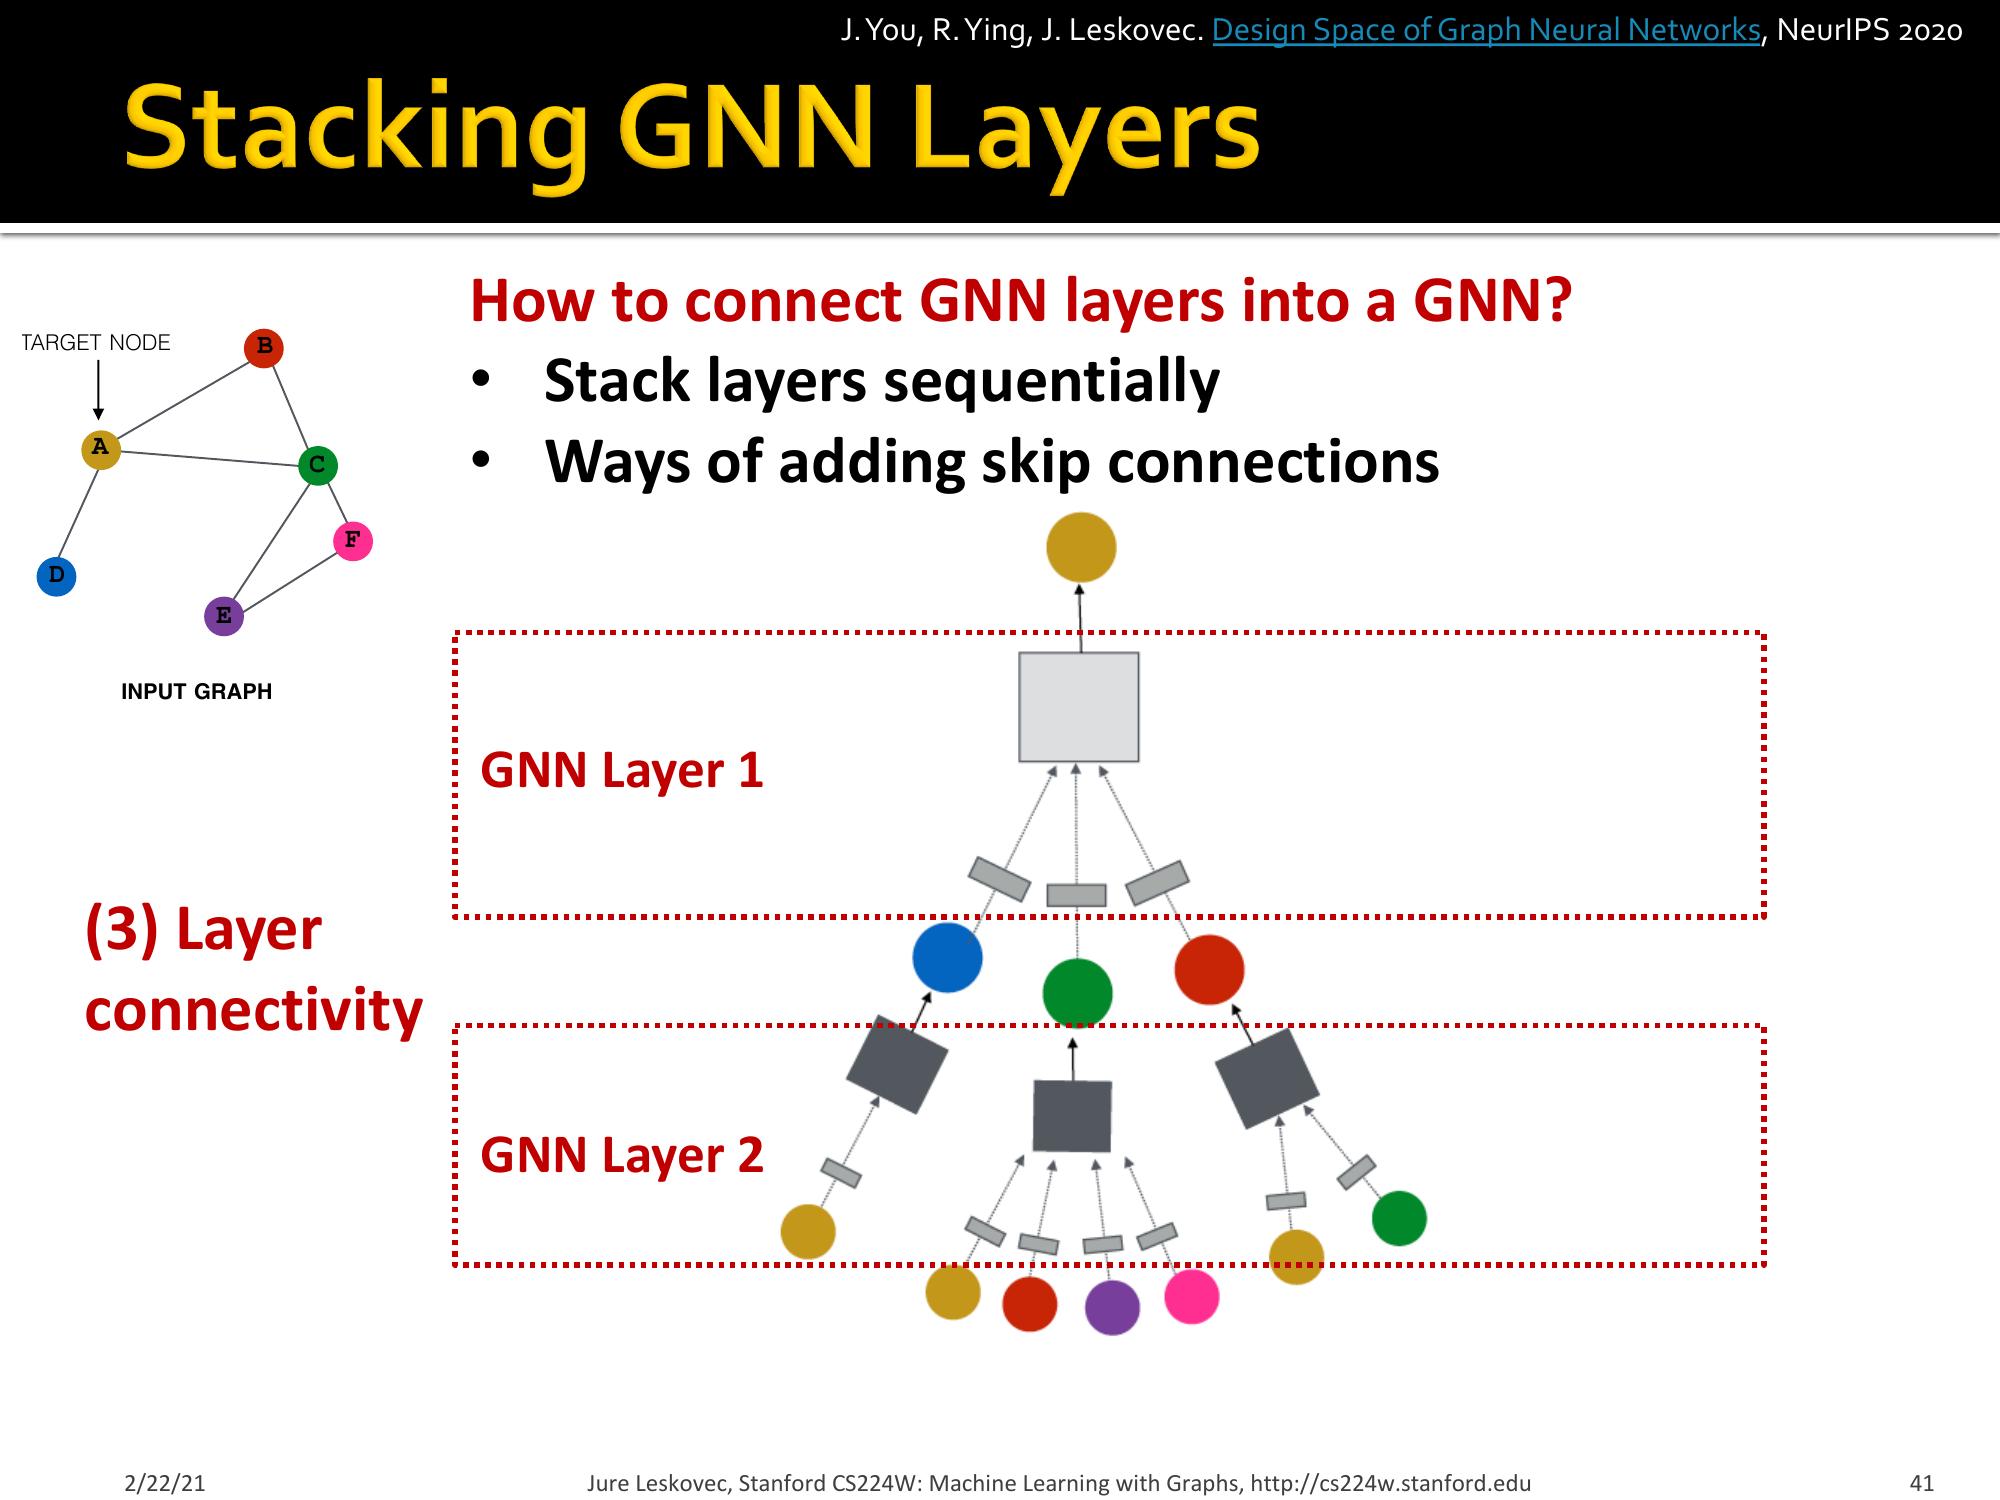 J. You, R. Ying, J. Leskovec. Design Space of Graph Neural Networks, NeurIPS 2020
Stacking GNN Layers
How to connect GNN layers into a GNN?
• Stack layers sequentially
• Ways of adding skip connections
TARGET NODE
B
A
C
F
D
E
INPUT GRAPH
GNN Layer 1
(3) Layer
connectivity
GNN Layer 2
2/22/21
Jure Leskovec, Stanford CS224W: Machine Learning with Graphs, http://cs224w.stanford.edu
41